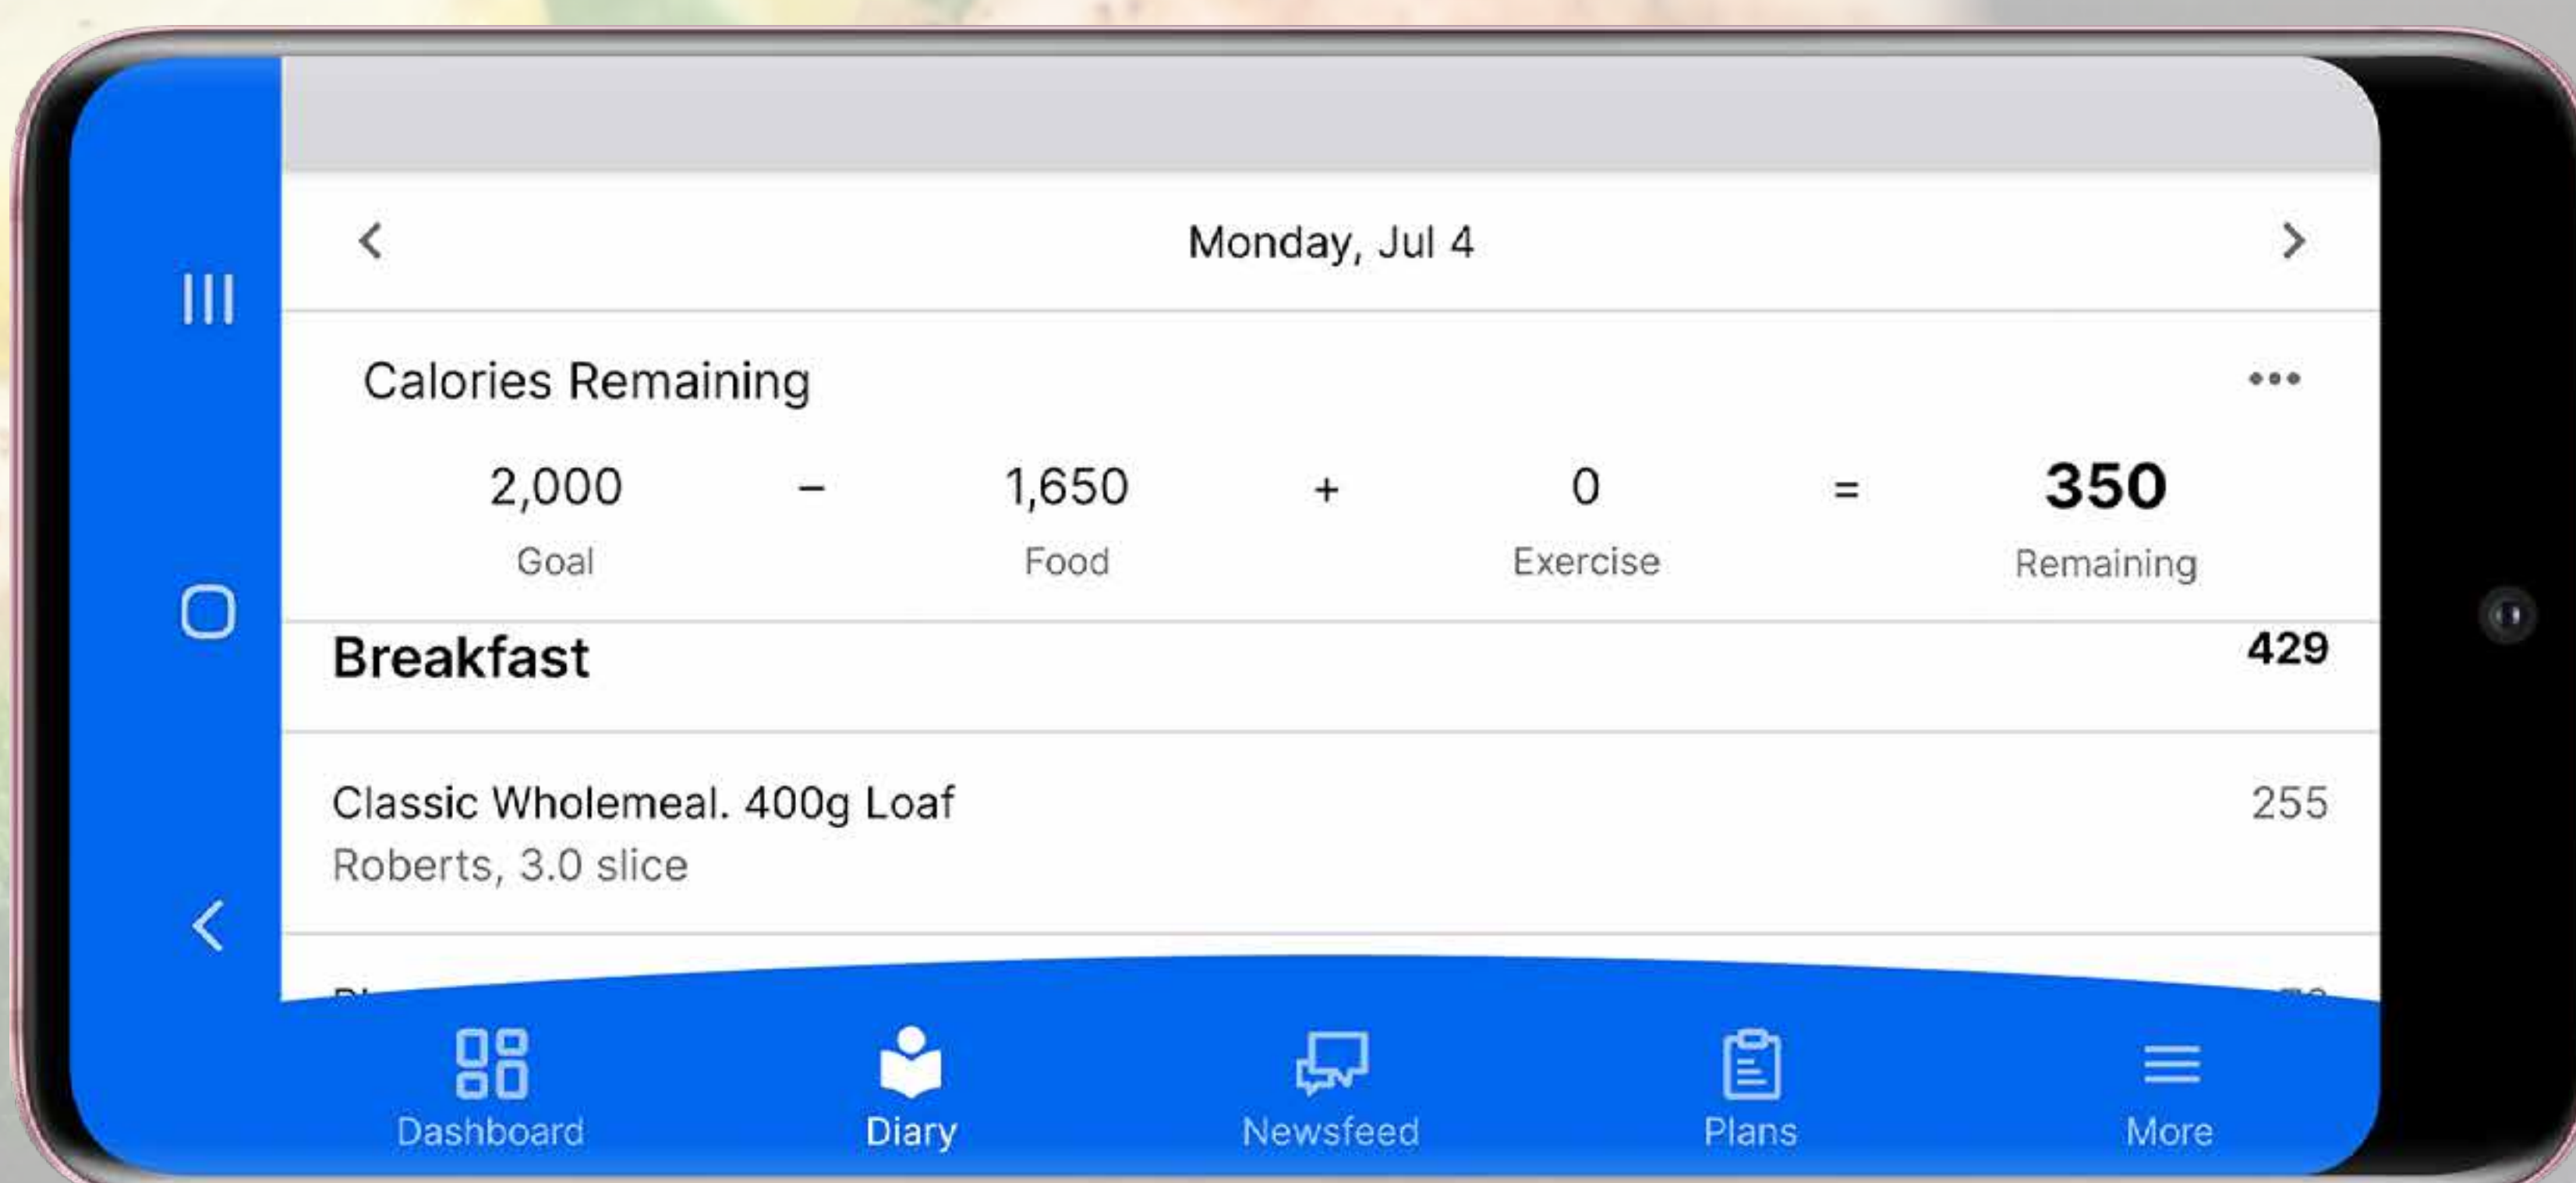 Monday, Jul 4
Calories Remaining
2,000 − 1,650 + 0 = 350
Goal Food Exercise Remaining
Breakfast 429
Classic Wholemeal. 400g Loaf 255
Roberts, 3.0 slice
Dashboard Diary Newsfeed Plans More